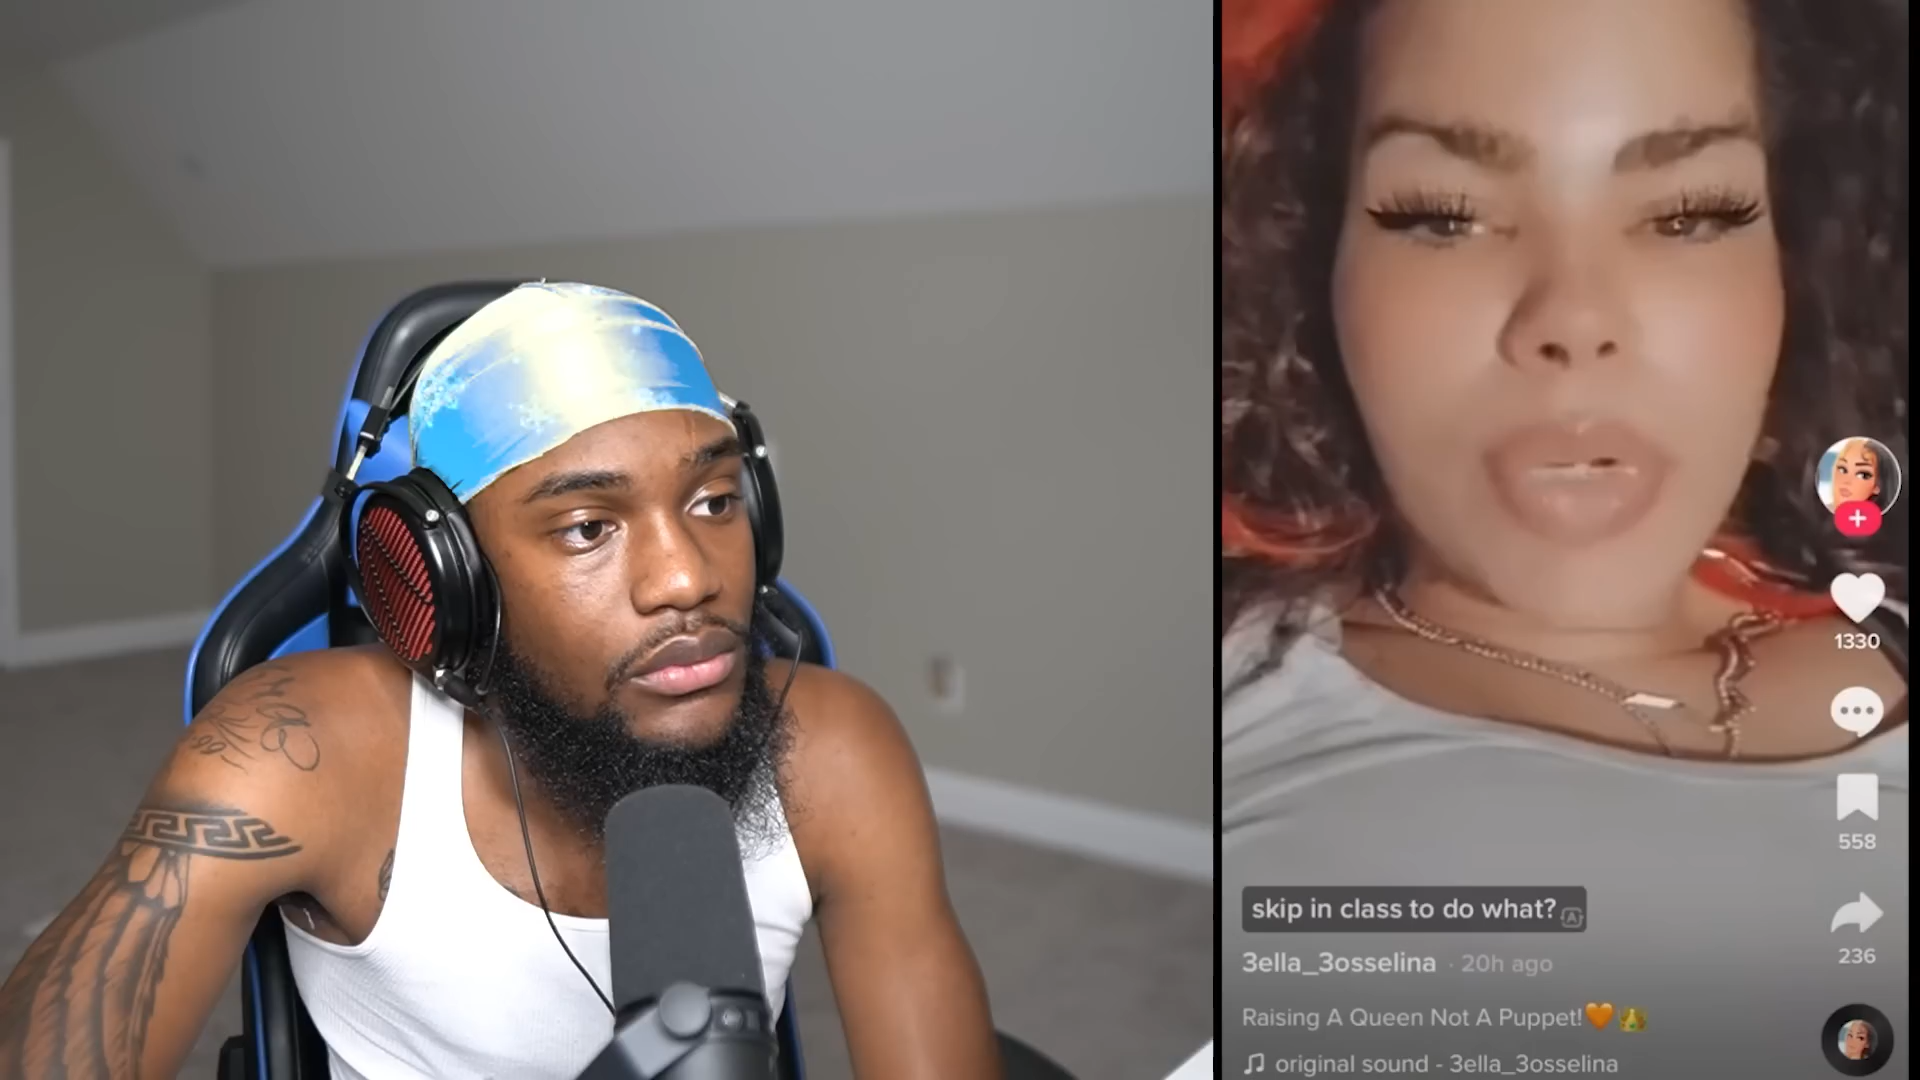 1330
558
236
skip in class to do what?
3ella_3osselina · 20h ago
Raising A Queen Not A Puppet!🧡👑
original sound - 3ella_3osselina